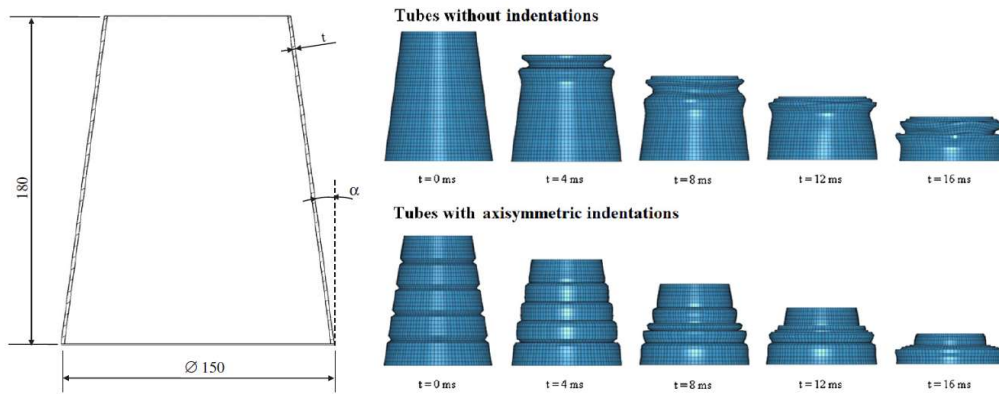 t
180
α
Ø 150
Tubes without indentations
t = 0 ms
t = 4 ms
t = 8 ms
t = 12 ms
t = 16 ms
Tubes with axisymmetric indentations
t = 0 ms
t = 4 ms
t = 8 ms
t = 12 ms
t = 16 ms